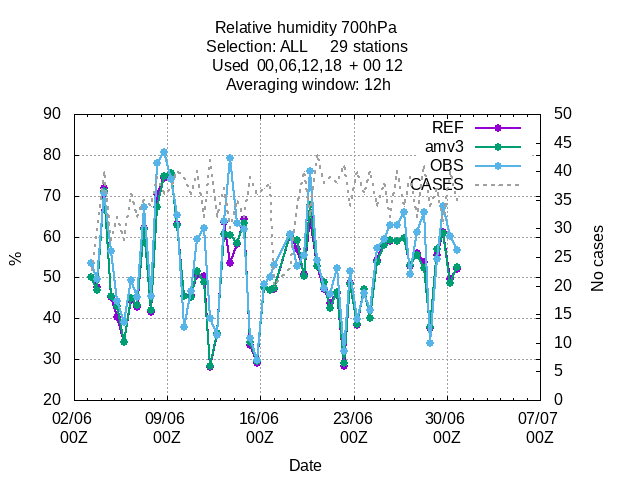 Relative humidity 700hPa
Selection: ALL 29 stations
Used 00,06,12,18 + 00 12
Averaging window: 12h
90 50
REF 45
amv3
80 OBS 40
CASES
70 35
60 30
% 25 No cases
50 20
40 15
10
30 5
20 0
02/06 09/06 16/06 23/06 30/06 07/07
00Z 00Z 00Z 00Z 00Z 00Z
Date